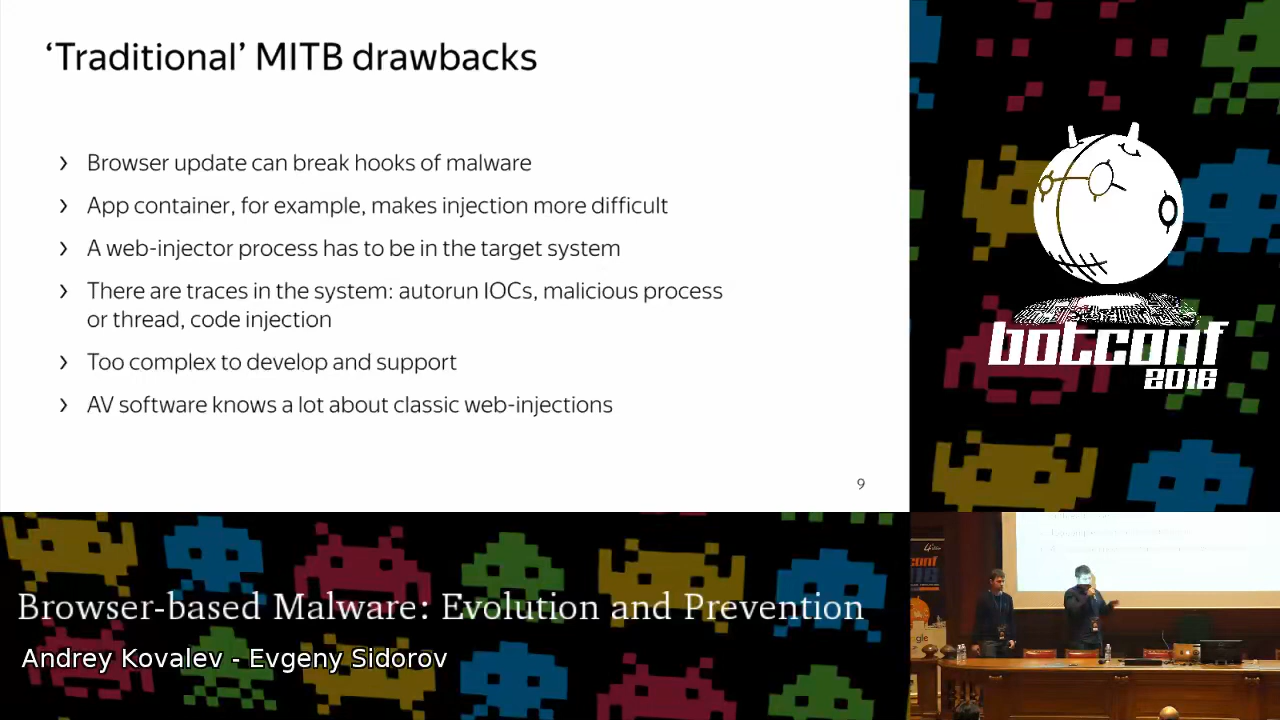 ‘Traditional’ MITB drawbacks
› Browser update can break hooks of malware
› App container, for example, makes injection more difficult
› A web-injector process has to be in the target system
› There are traces in the system: autorun IOCs, malicious process
or thread, code injection
› Too complex to develop and support
› AV software knows a lot about classic web-injections
9
botconf
2016
Browser-based Malware: Evolution and Prevention
Andrey Kovalev - Evgeny Sidorov